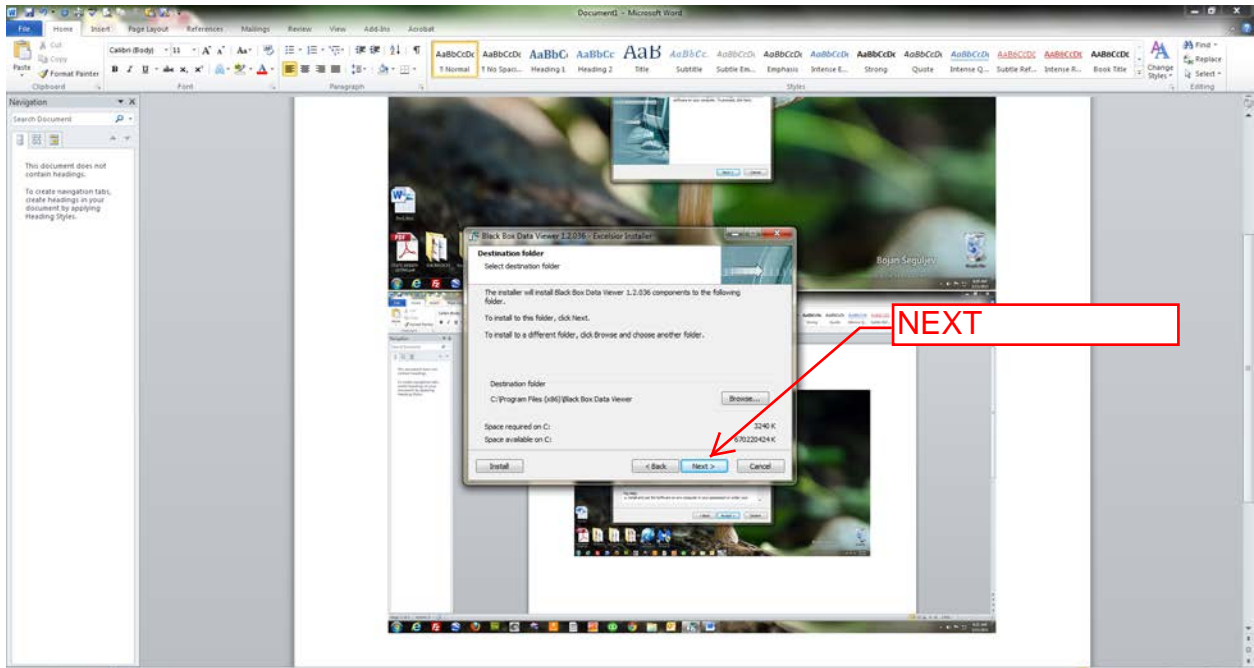 Document1 - Microsoft Word
File Home Insert Page Layout References Mailings Review View Add-Ins Acrobat
Paste
Cut
Copy
Format Painter
Clipboard
Calibri (Body) 11
Font
Paragraph
AaBbCcDc AaBbCcDc AaBbC AaBbCc AaB AaBbCc. AaBbCcDc AaBbCcDc AaBbCcDc AaBbCcDc AaBbCcDc AaBbCcDc AaBbCcDc AaBbCcDc AaBbCcDc
¶ Normal ¶ No Spaci... Heading 1 Heading 2 Title Subtitle Subtle Em... Emphasis Intense E... Strong Quote Intense Q... Subtle Ref... Intense R... Book Title
Change Styles
Styles
Find
Replace
Select
Editing
Navigation
Search Document
This document does not
contain headings.
To create navigation tabs,
create headings in your
document by applying
Heading Styles.
Bojan Šeguljev
Black Box Data Viewer 1.2.036 - Excelsior Installer
Destination folder
Select destination folder
The installer will install Black Box Data Viewer 1.2.036 components to the following
folder.
To install to this folder, click Next.
To install to a different folder, click Browse and choose another folder.
Destination folder
C:\Program Files (x86)\Black Box Data Viewer
Browse...
Space required on C: 3240 K
Space available on C: 670220424 K
Install < Back Next > Cancel
NEXT